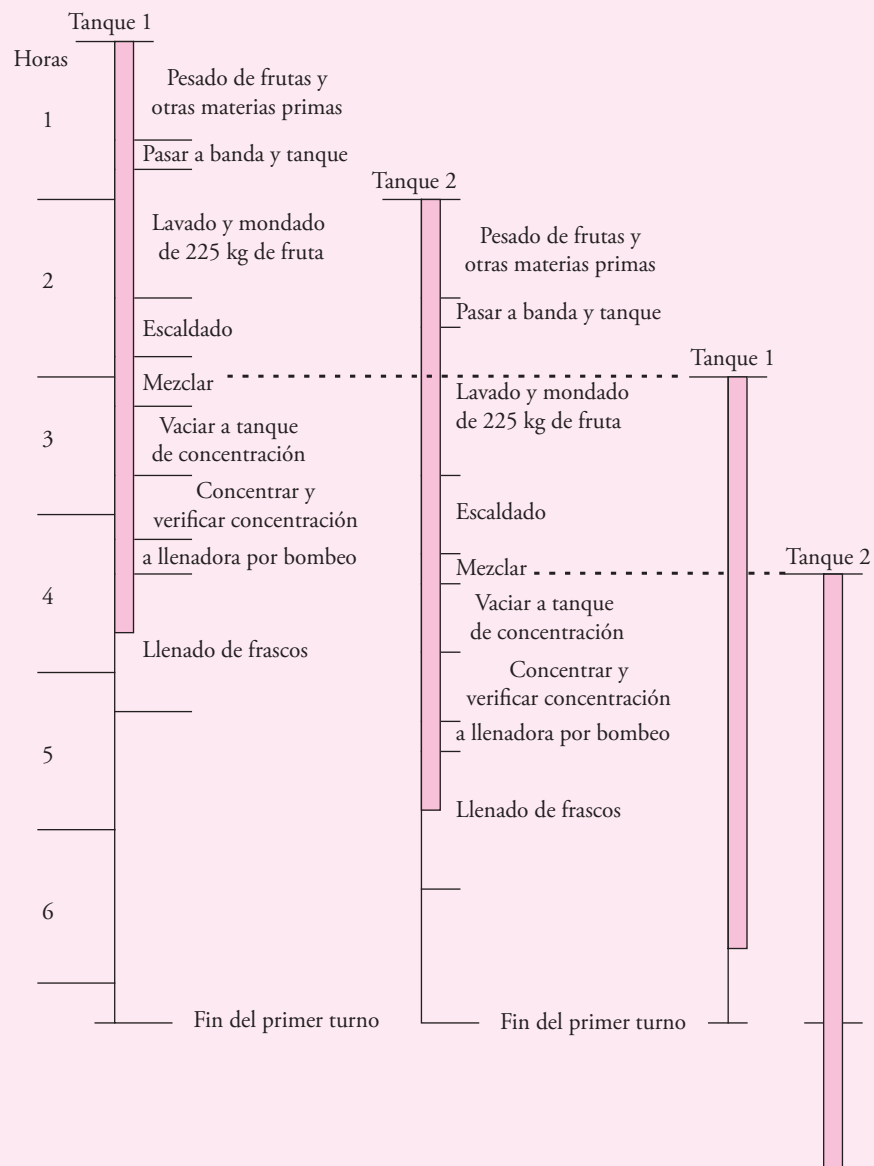 Tanque 1
Horas
1
2
3
4
5
6
Pesado de frutas y
otras materias primas
Pasar a banda y tanque
Lavado y mondado
de 225 kg de fruta
Escaldado
Mezclar
Vaciar a tanque
de concentración
Concentrar y
verificar concentración
a llenadora por bombeo
Llenado de frascos
Fin del primer turno
Tanque 2
Pesado de frutas y
otras materias primas
Pasar a banda y tanque
Lavado y mondado
de 225 kg de fruta
Escaldado
Mezclar
Vaciar a tanque
de concentración
Concentrar y
verificar concentración
a llenadora por bombeo
Llenado de frascos
Fin del primer turno
Tanque 1
Tanque 2